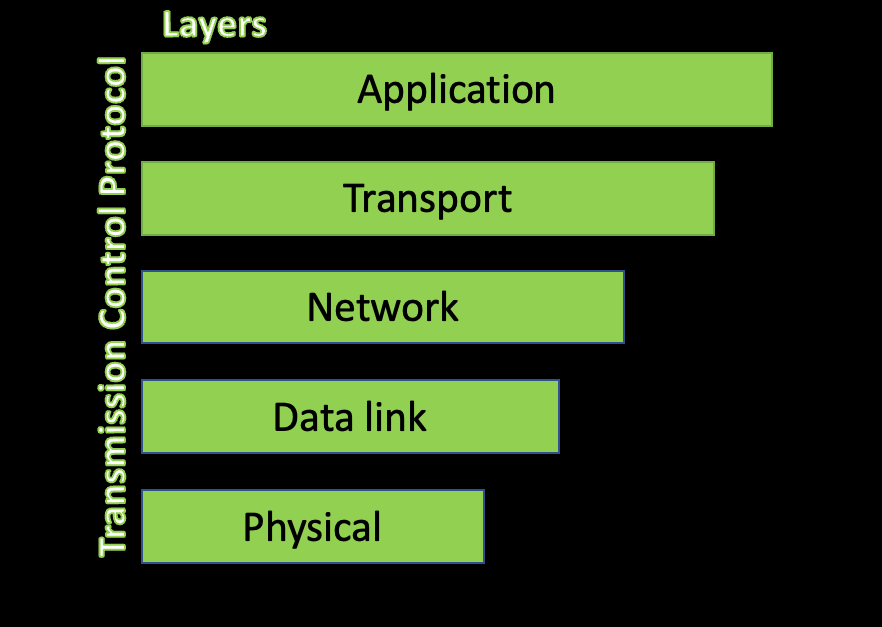 Layers
Transmission Control Protocol
Application
Transport
Network
Data link
Physical